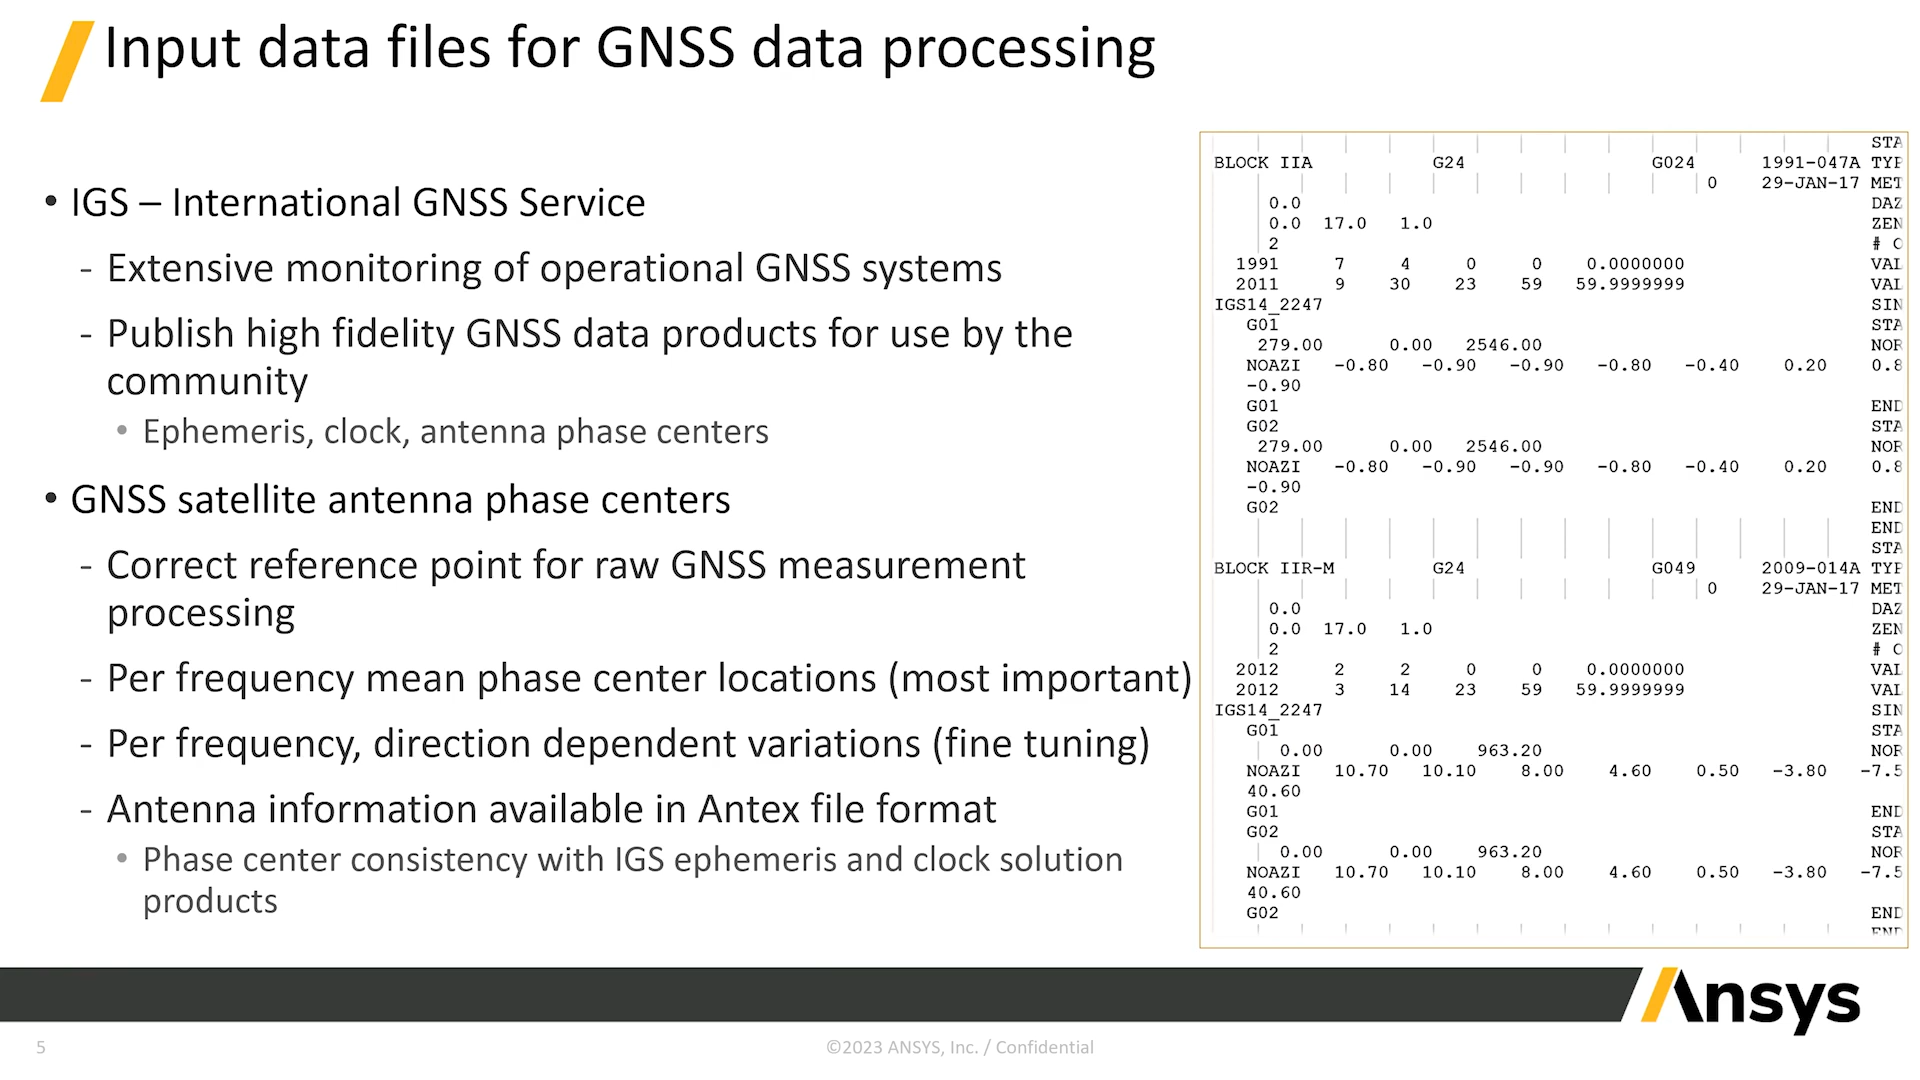 Input data files for GNSS data processing
• IGS – International GNSS Service
- Extensive monitoring of operational GNSS systems
- Publish high fidelity GNSS data products for use by the
community
• Ephemeris, clock, antenna phase centers
• GNSS satellite antenna phase centers
- Correct reference point for raw GNSS measurement
processing
- Per frequency mean phase center locations (most important)
- Per frequency, direction dependent variations (fine tuning)
- Antenna information available in Antex file format
• Phase center consistency with IGS ephemeris and clock solution
products
STA
BLOCK IIA G24 G024 1991-047A TYP
0 29-JAN-17 MET
0.0 DAZ
0.0 17.0 1.0 ZEN
2 # O
1991 7 4 0 0 0.0000000 VAL
2011 9 30 23 59 59.9999999 VAL
IGS14_2247 SIN
G01 STA
279.00 0.00 2546.00 NOR
NOAZI -0.80 -0.90 -0.90 -0.80 -0.40 0.20 0.8
-0.90
G01 END
G02 STA
279.00 0.00 2546.00 NOR
NOAZI -0.80 -0.90 -0.90 -0.80 -0.40 0.20 0.8
-0.90
G02 END
END
STA
BLOCK IIR-M G24 G049 2009-014A TYP
0 29-JAN-17 MET
0.0 DAZ
0.0 17.0 1.0 ZEN
2 # O
2012 2 2 0 0 0.0000000 VAL
2012 3 14 23 59 59.9999999 VAL
IGS14_2247 SIN
G01 STA
0.00 0.00 963.20 NOR
NOAZI 10.70 10.10 8.00 4.60 0.50 -3.80 -7.5
40.60
G01 END
G02 STA
0.00 0.00 963.20 NOR
NOAZI 10.70 10.10 8.00 4.60 0.50 -3.80 -7.5
40.60
G02 END
END
Ansys
5
©2023 ANSYS, Inc. / Confidential